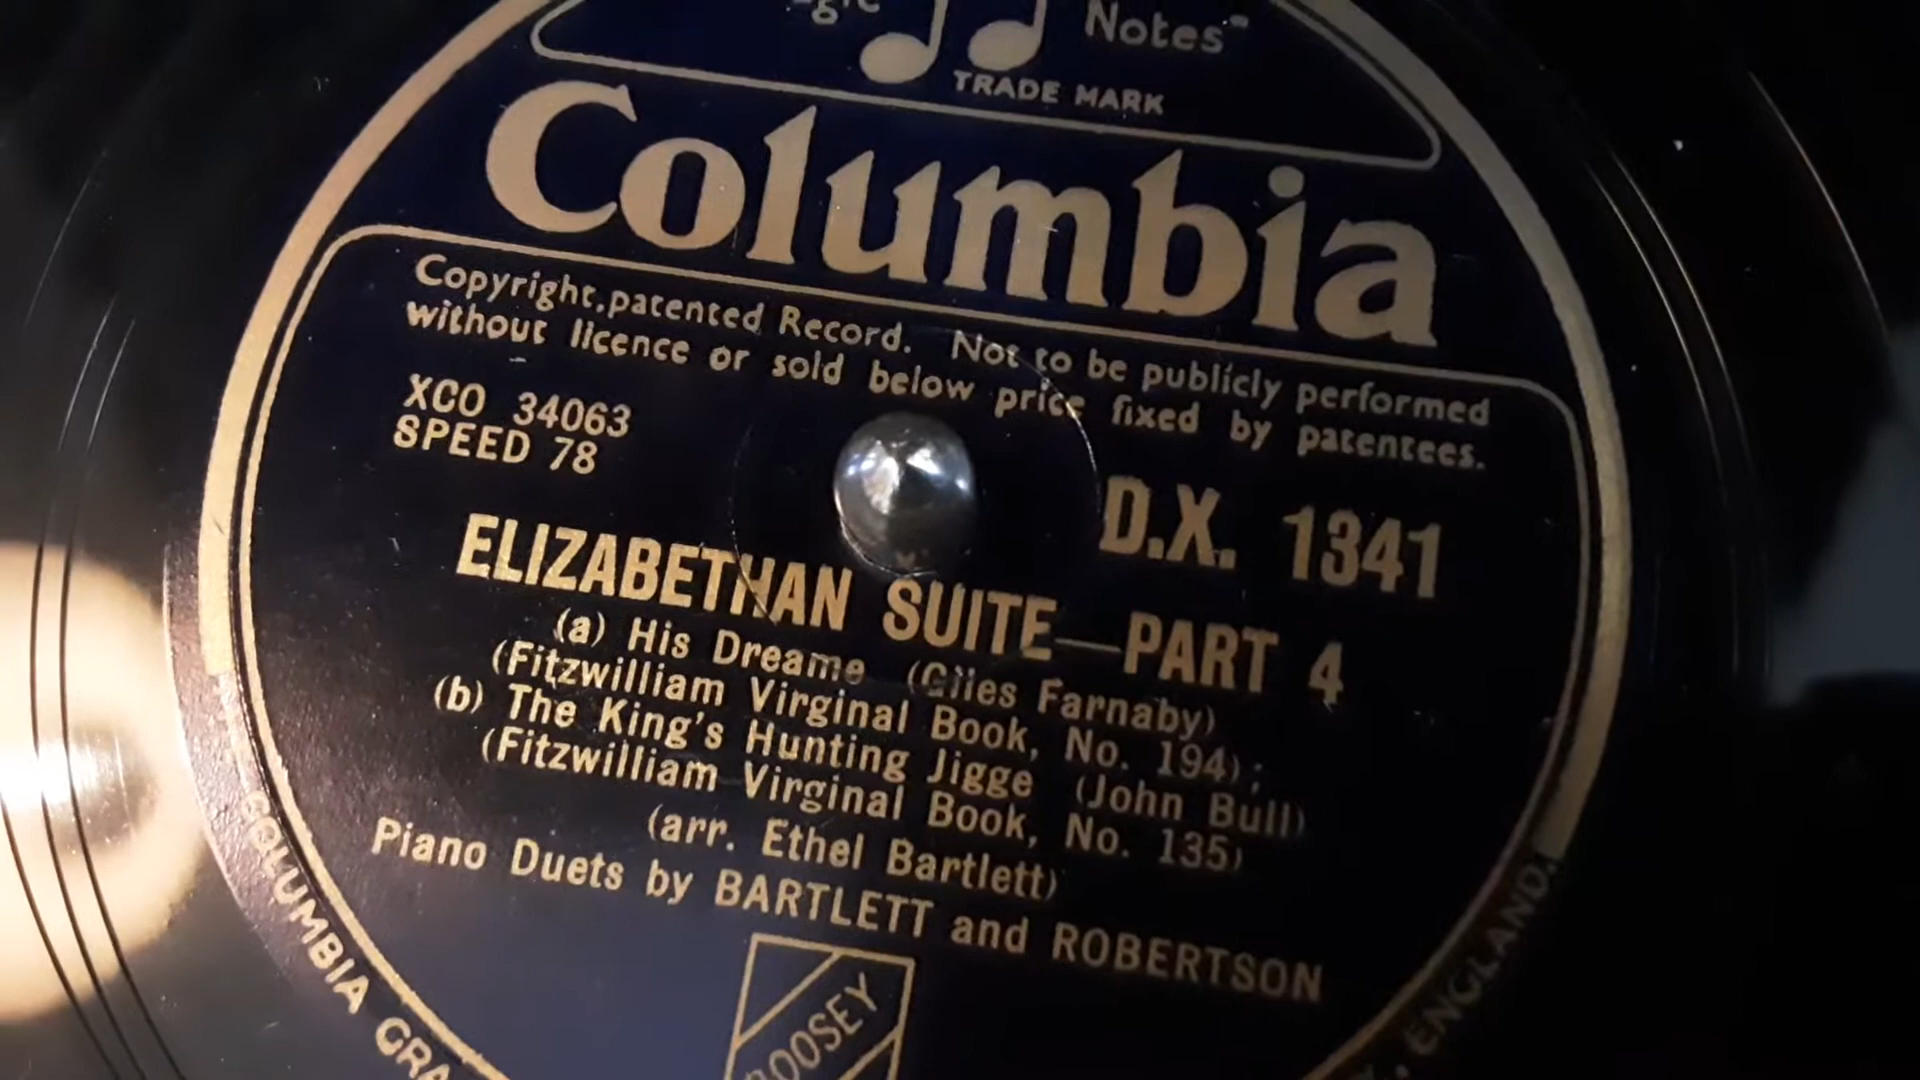 Notes"
TRADE MARK
Columbia
Copyright, patented Record. Not to be publicly performed
without licence or sold below price fixed by patentees.
XCO 34063
SPEED 78
D.X. 1341
ELIZABETHAN SUITE—PART 4
(a) His Dreame (Giles Farnaby)
(Fitzwilliam Virginal Book, No. 194);
(b) The King's Hunting Jigge (John Bull)
(Fitzwilliam Virginal Book, No. 135)
(arr. Ethel Bartlett)
Piano Duets by BARTLETT and ROBERTSON
BOOSEY
COLUMBIA GRA
ENGLAND.